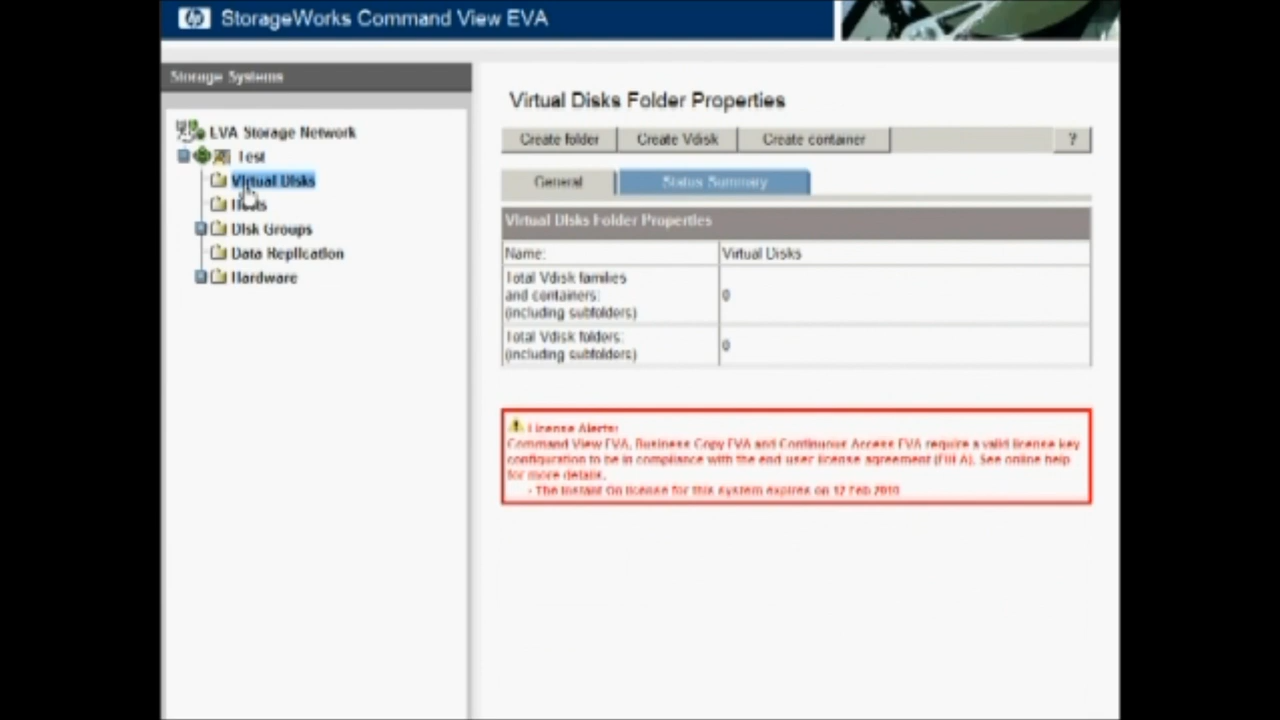 hp StorageWorks Command View EVA
Storage Systems
EVA Storage Network
Test
Virtual Disks
Hosts
Disk Groups
Data Replication
Hardware
Virtual Disks Folder Properties
Create folder Create Vdisk Create container ?
General Status Summary
Virtual Disks Folder Properties
Name: Virtual Disks
Total Vdisk families
and containers: 0
(including subfolders)
Total Vdisk folders: 0
(including subfolders)
License Alerts:
Command View EVA, Business Copy EVA and Continuous Access EVA require a valid license key
configuration to be in compliance with the end user license agreement (EULA). See online help
for more details.
- The Instant On license for this system expires on Feb 2010